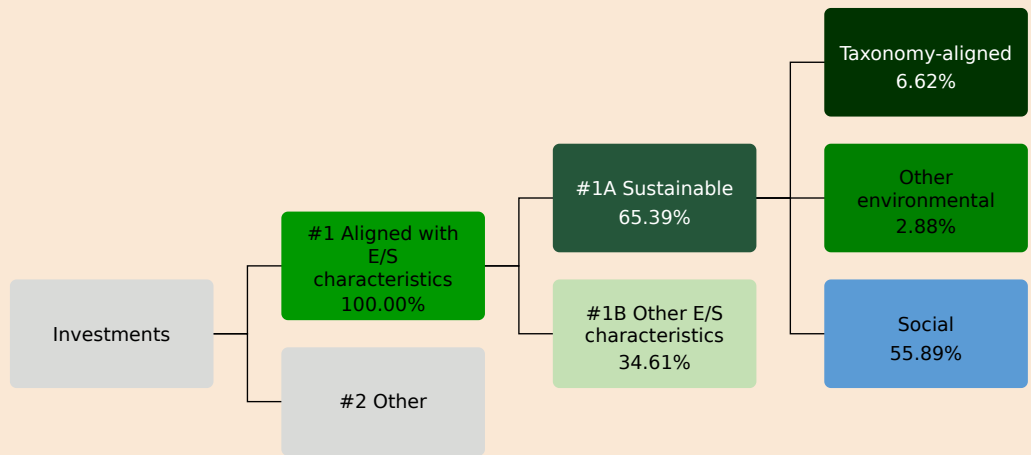 Investments
#1 Aligned with
E/S
characteristics
100.00%
#2 Other
#1A Sustainable
65.39%
#1B Other E/S
characteristics
34.61%
Taxonomy-aligned
6.62%
Other
environmental
2.88%
Social
55.89%